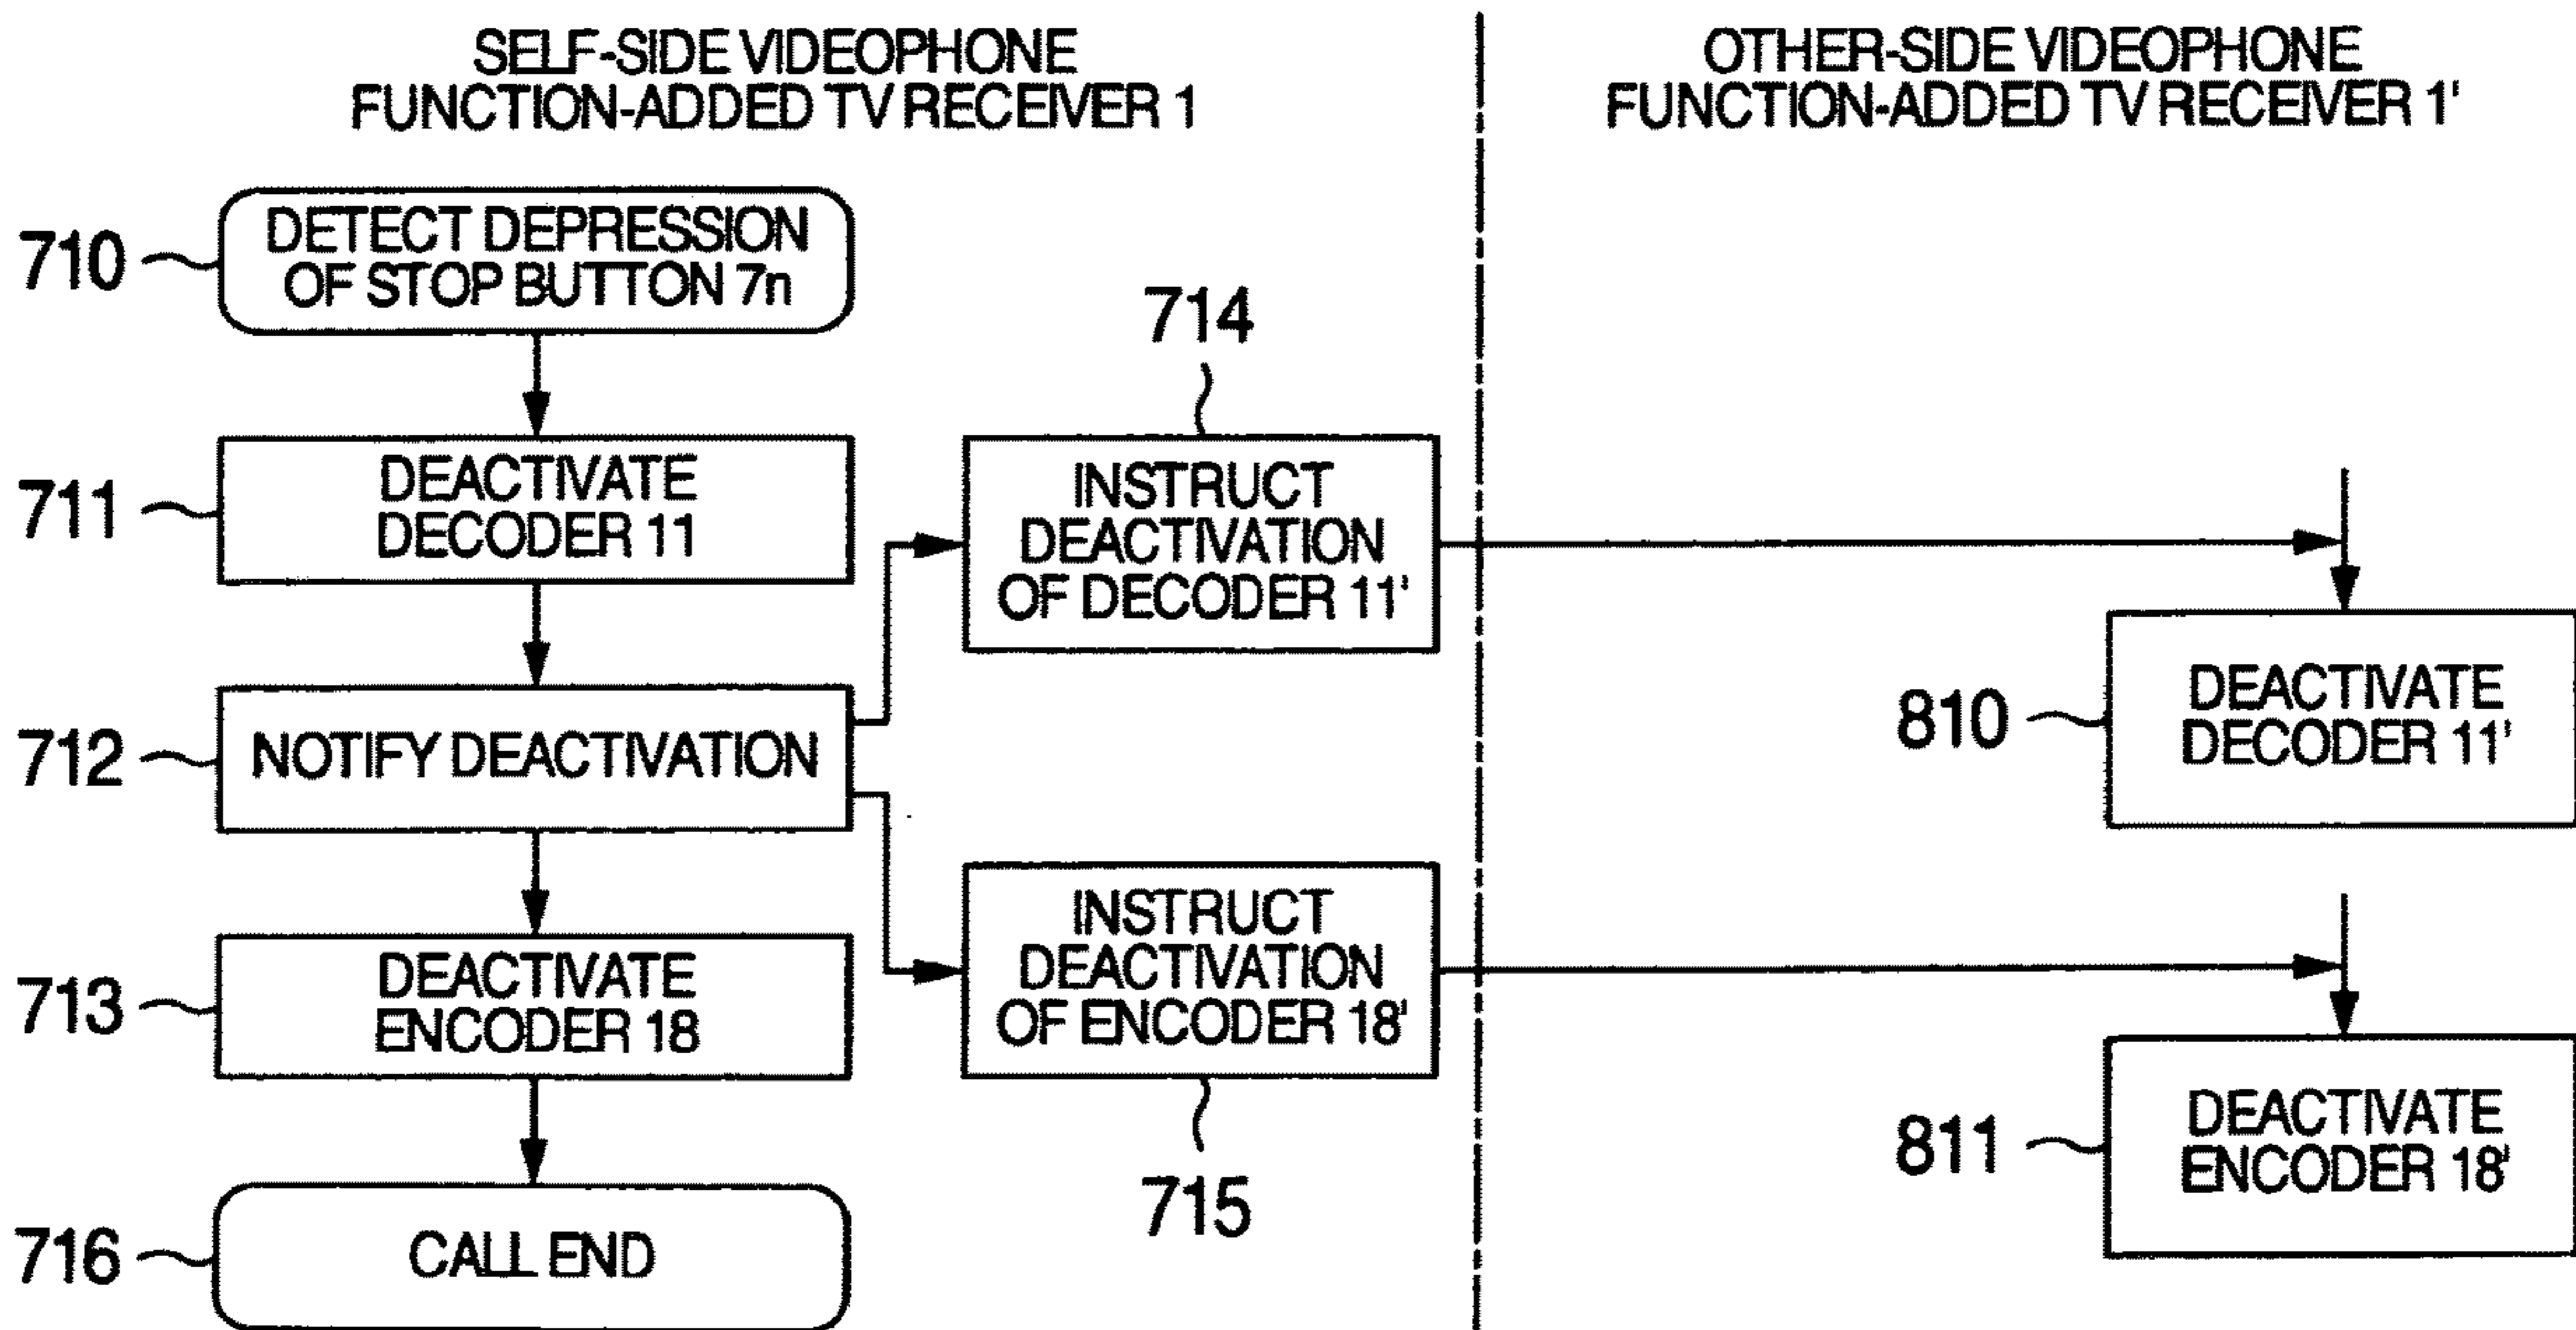 SELF-SIDE VIDEOPHONE
FUNCTION-ADDED TV RECEIVER 1
OTHER-SIDE VIDEOPHONE
FUNCTION-ADDED TV RECEIVER 1'
710
DETECT DEPRESSION
OF STOP BUTTON 7n
711
DEACTIVATE
DECODER 11
712
NOTIFY DEACTIVATION
713
DEACTIVATE
ENCODER 18
716
CALL END
714
INSTRUCT
DEACTIVATION
OF DECODER 11'
INSTRUCT
DEACTIVATION
OF ENCODER 18'
715
810
DEACTIVATE
DECODER 11'
811
DEACTIVATE
ENCODER 18'